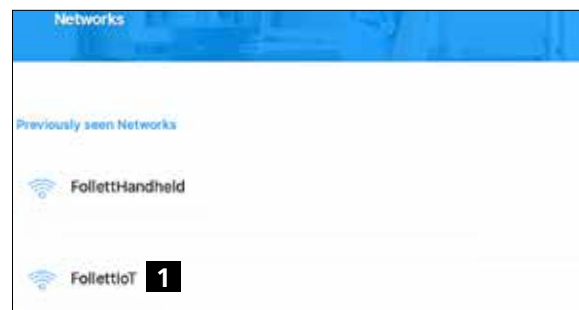 Networks
Previously seen Networks
FollettHandheld
FollettIoT 1